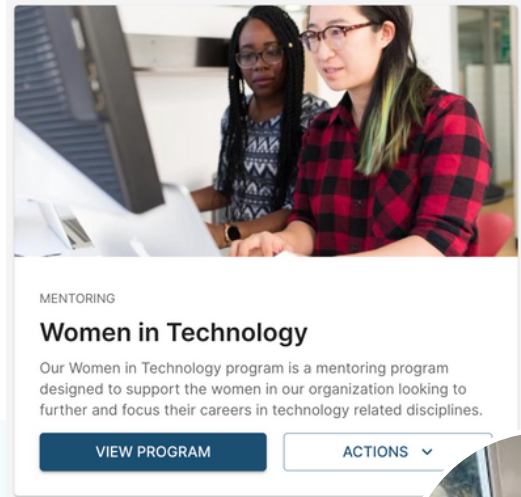 MENTORING
Women in Technology
Our Women in Technology program is a mentoring program
designed to support the women in our organization looking to
further and focus their careers in technology related disciplines.
VIEW PROGRAM
ACTIONS